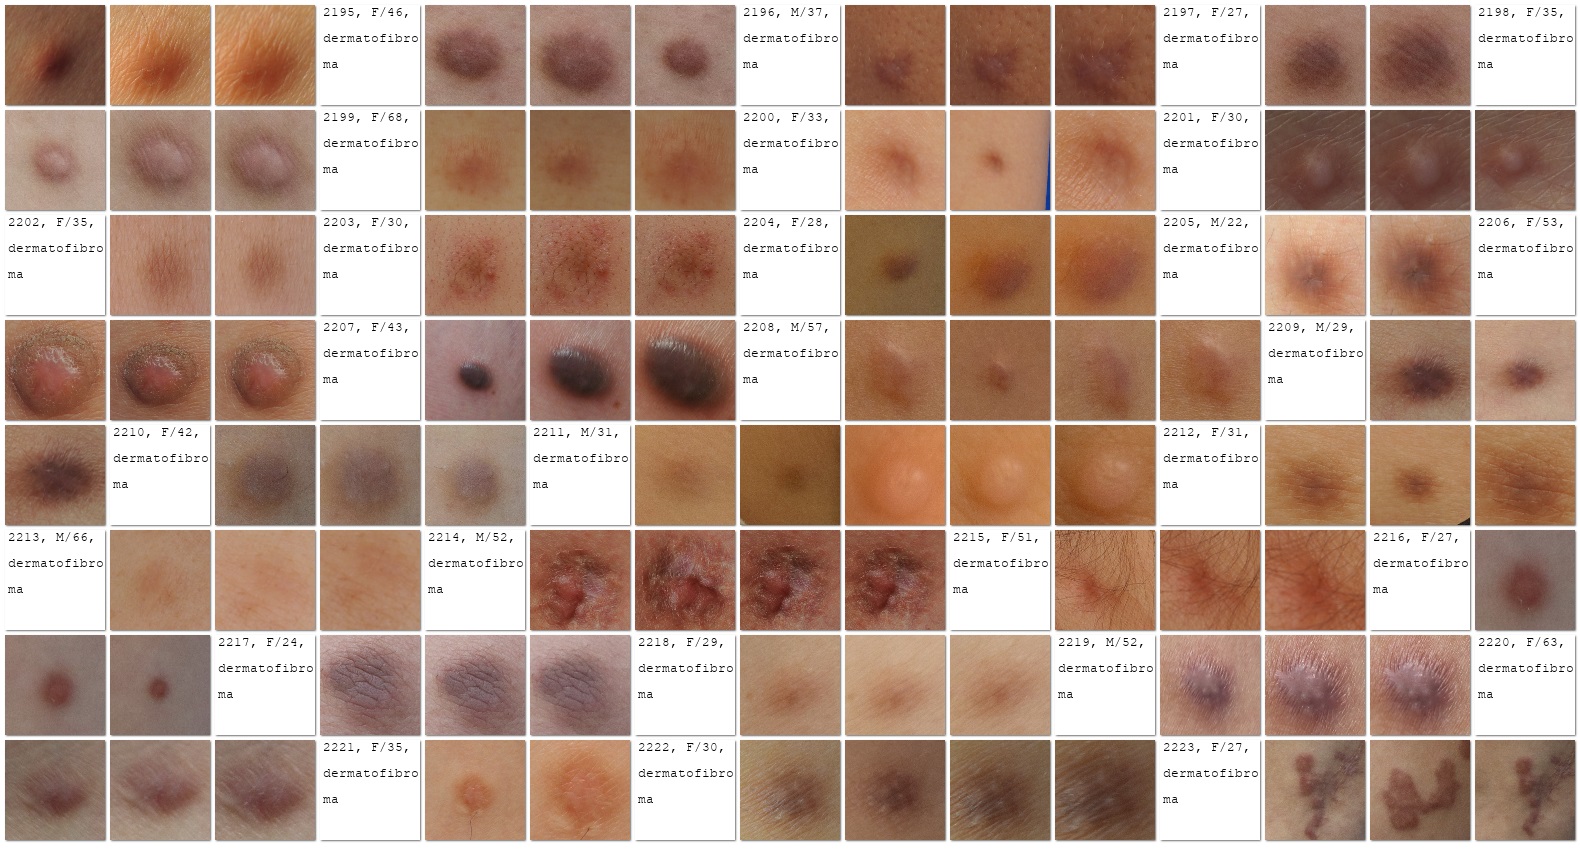 2195, F/46,
dermatofibro
ma
2196, M/37,
dermatofibro
ma
2197, F/27,
dermatofibro
ma
2198, F/35,
dermatofibro
ma
2199, F/68,
dermatofibro
ma
2200, F/33,
dermatofibro
ma
2201, F/30,
dermatofibro
ma
2202, F/35,
dermatofibro
ma
2203, F/30,
dermatofibro
ma
2204, F/28,
dermatofibro
ma
2205, M/22,
dermatofibro
ma
2206, F/53,
dermatofibro
ma
2207, F/43,
dermatofibro
ma
2208, M/57,
dermatofibro
ma
2209, M/29,
dermatofibro
ma
2210, F/42,
dermatofibro
ma
2211, M/31,
dermatofibro
ma
2212, F/31,
dermatofibro
ma
2213, M/66,
dermatofibro
ma
2214, M/52,
dermatofibro
ma
2215, F/51,
dermatofibro
ma
2216, F/27,
dermatofibro
ma
2217, F/24,
dermatofibro
ma
2218, F/29,
dermatofibro
ma
2219, M/52,
dermatofibro
ma
2220, F/63,
dermatofibro
ma
2221, F/35,
dermatofibro
ma
2222, F/30,
dermatofibro
ma
2223, F/27,
dermatofibro
ma